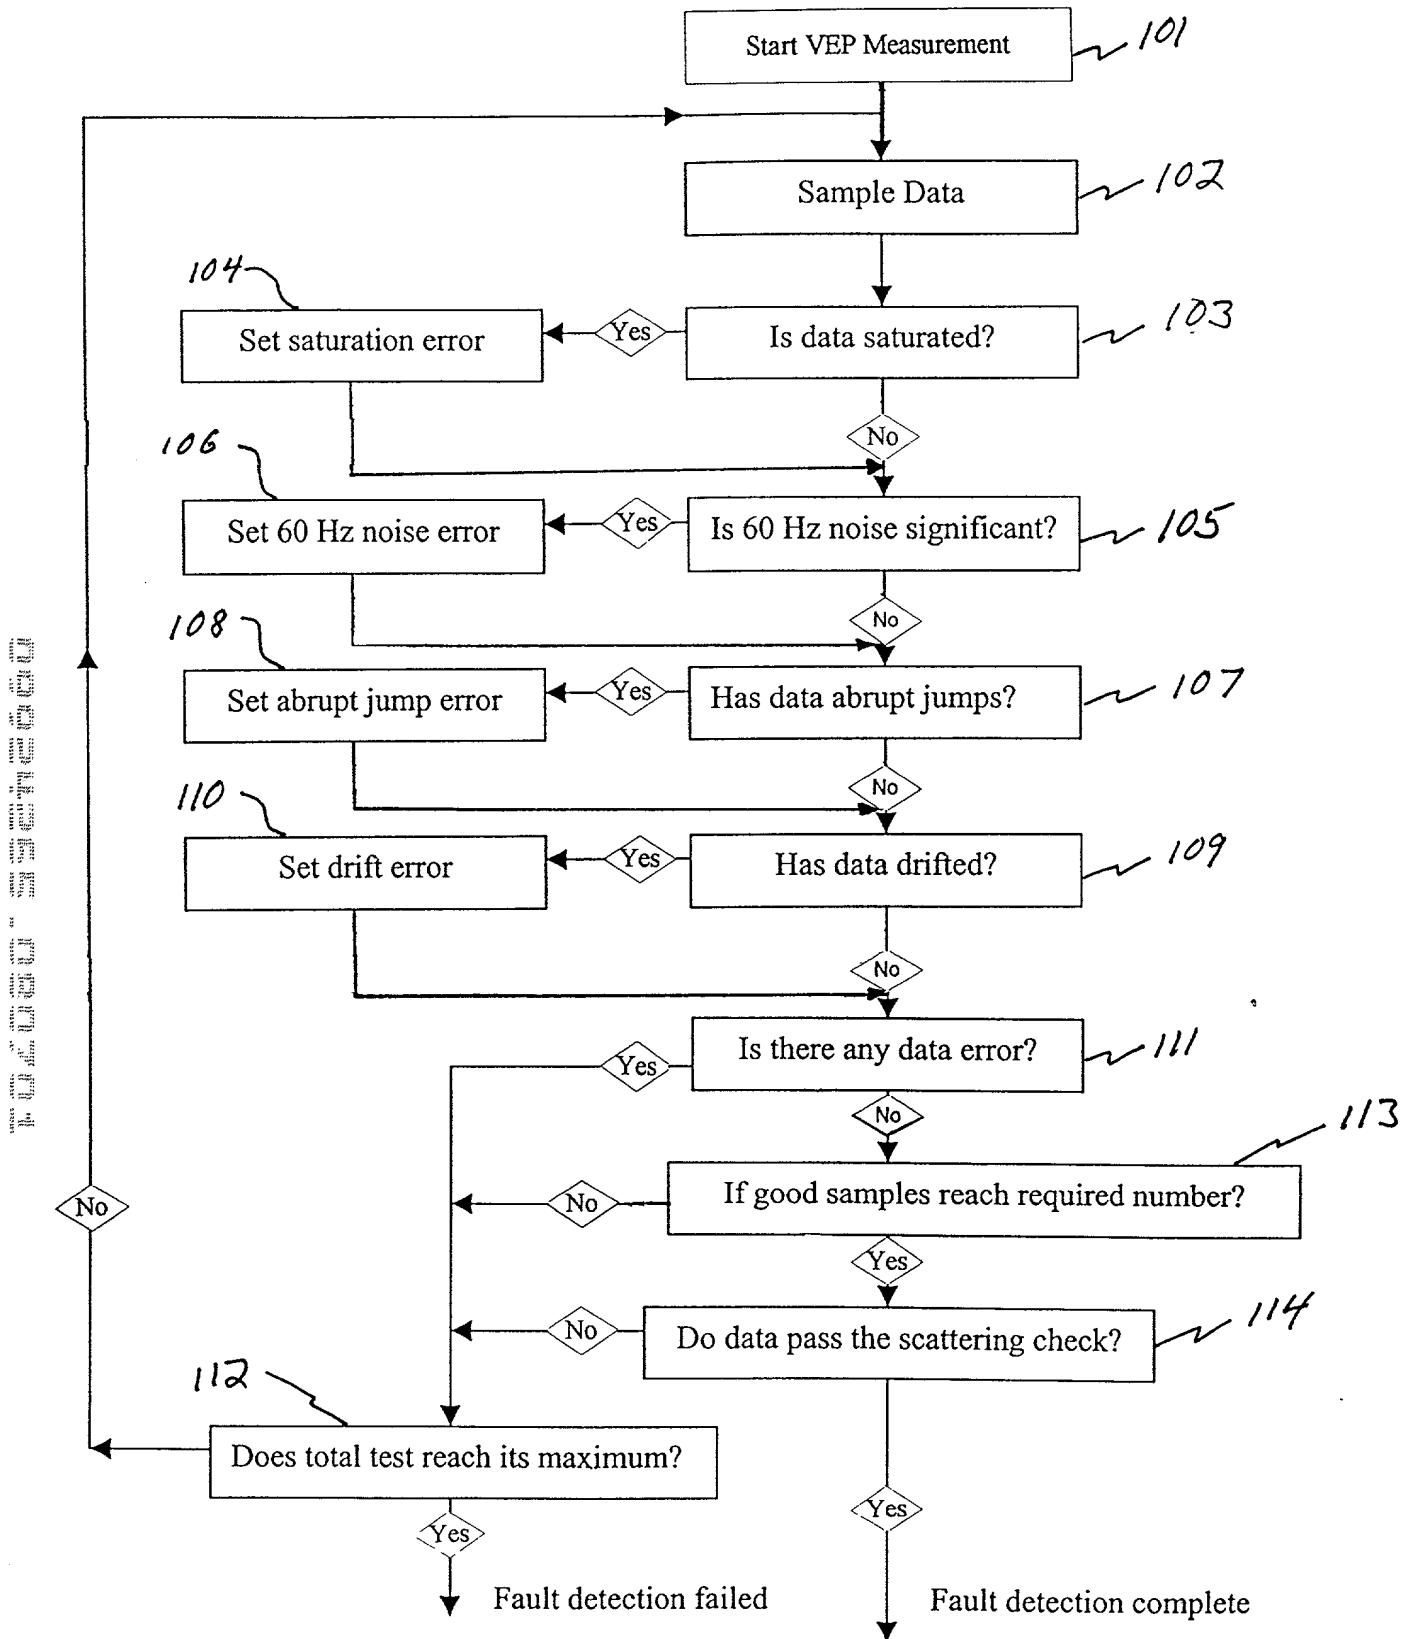 Start VEP Measurement
101
Sample Data
102
104
Set saturation error
Yes
Is data saturated?
103
No
106
Set 60 Hz noise error
Yes
Is 60 Hz noise significant?
105
No
108
Set abrupt jump error
Yes
Has data abrupt jumps?
107
No
110
Set drift error
Yes
Has data drifted?
109
No
Is there any data error?
111
Yes
No
113
If good samples reach required number?
No
No
Yes
114
Do data pass the scattering check?
No
112
Does total test reach its maximum?
Yes
Yes
Fault detection failed
Fault detection complete